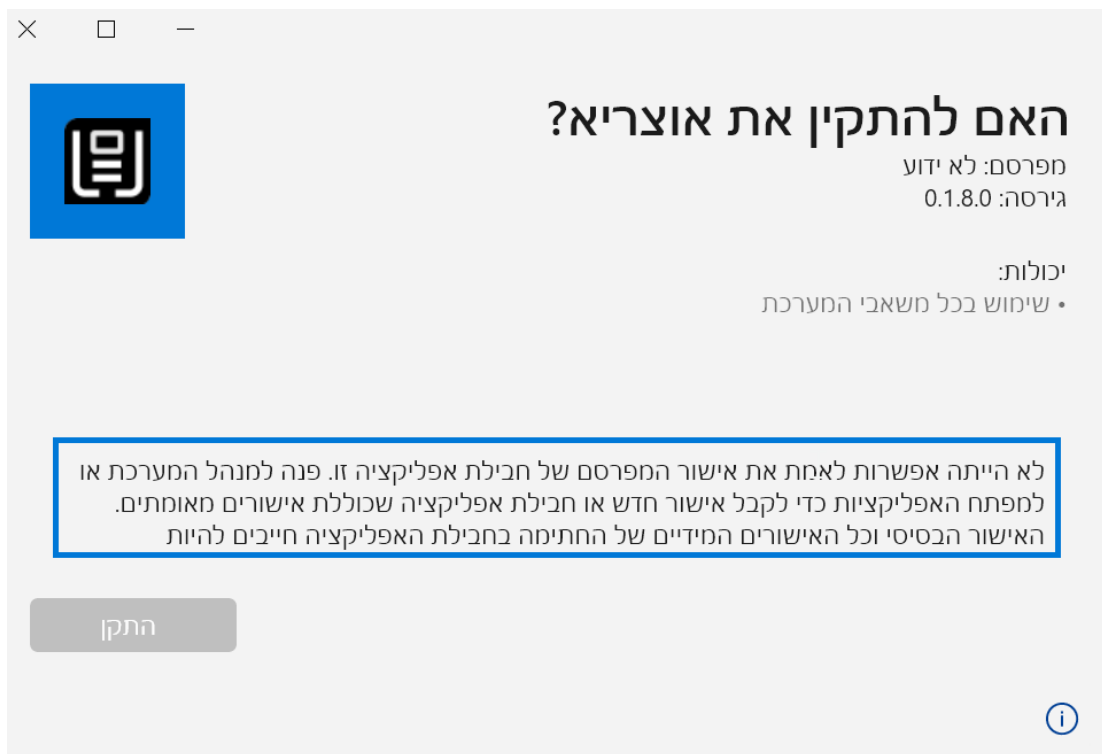 האם להתקין את אוצריא?
מפרסם: לא ידוע
גירסה: 0.1.8.0
יכולות:
• שימוש בכל משאבי המערכת
לא הייתה אפשרות לאמת את אישור המפרסם של חבילת אפליקציה זו. פנה למנהל המערכת או
למפתח האפליקציות כדי לקבל אישור חדש או חבילת אפליקציה שכוללת אישורים מאומתים.
האישור הבסיסי וכל האישורים המידיים של החתימה בחבילת האפליקציה חייבים להיות
התקן